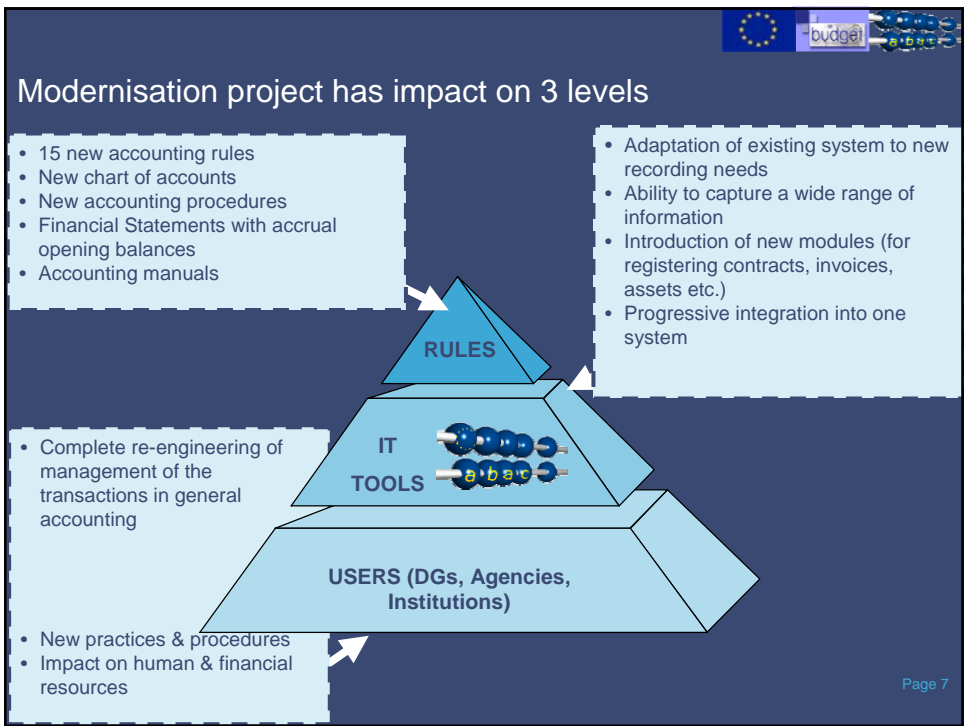 budget
a b a c
Modernisation project has impact on 3 levels
• 15 new accounting rules
• New chart of accounts
• New accounting procedures
• Financial Statements with accrual
opening balances
• Accounting manuals
• Adaptation of existing system to new
recording needs
• Ability to capture a wide range of
information
• Introduction of new modules (for
registering contracts, invoices,
assets etc.)
• Progressive integration into one
system
RULES
IT
TOOLS
a b a c
USERS (DGs, Agencies,
Institutions)
• Complete re-engineering of
management of the
transactions in general
accounting
• New practices & procedures
• Impact on human & financial
resources
Page 7